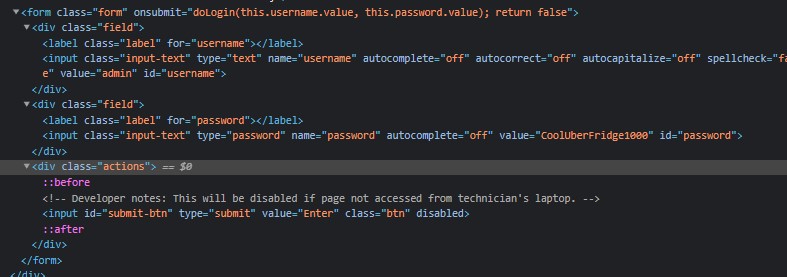 <form class="form" onsubmit="doLogin(this.username.value, this.password.value); return false">
<div class="field">
<label class="label" for="username"></label>
<input class="input-text" type="text" name="username" autocomplete="off" autocorrect="off" autocapitalize="off" spellcheck="fa
e" value="admin" id="username">
</div>
<div class="field">
<label class="label" for="password"></label>
<input class="input-text" type="password" name="password" autocomplete="off" value="CoolUberFridge1000" id="password">
</div>
<div class="actions"> == $0
::before
<!-- Developer notes: This will be disabled if page not accessed from technician's laptop. -->
<input id="submit-btn" type="submit" value="Enter" class="btn" disabled>
::after
</div>
</form>
</div>